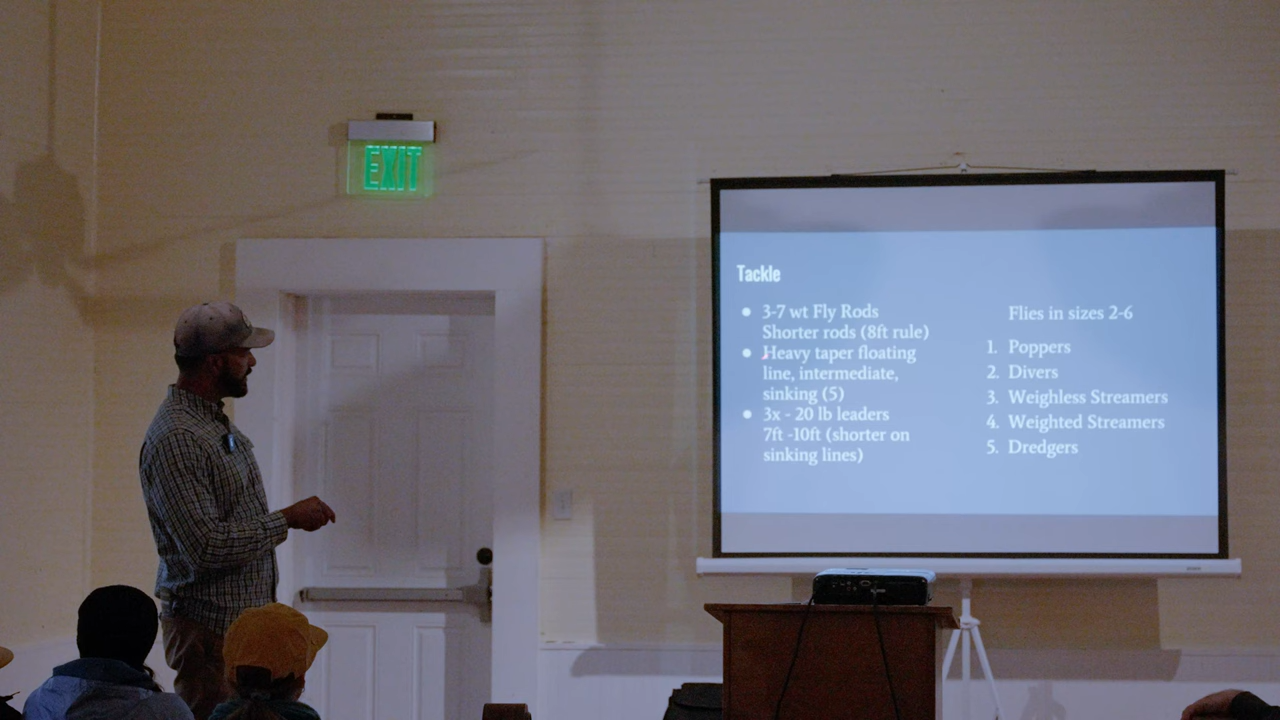 EXIT
Tackle
• 3-7 wt Fly Rods
Shorter rods (8ft rule)
• Heavy taper floating
line, intermediate,
sinking (5)
• 3x - 20 lb leaders
7ft -10ft (shorter on
sinking lines)
Flies in sizes 2-6
1. Poppers
2. Divers
3. Weighless Streamers
4. Weighted Streamers
5. Dredgers